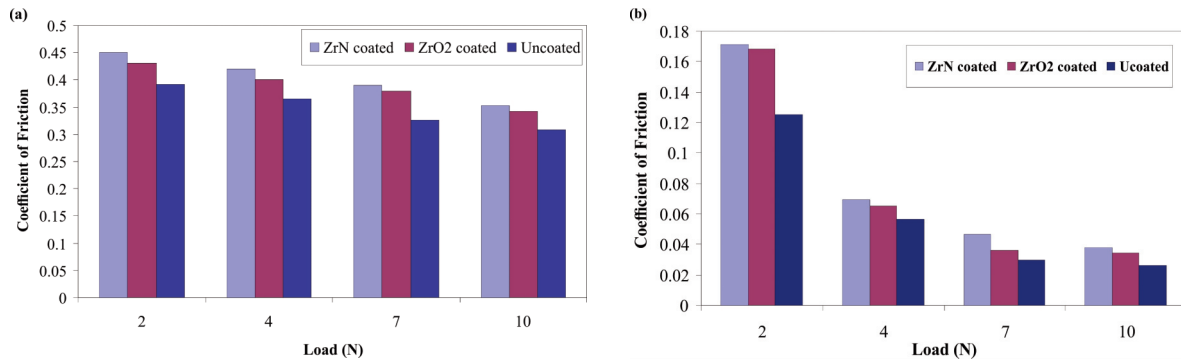 (a)
0.5
0.45
0.4
0.35
0.3
0.25
0.2
0.15
0.1
0.05
0
Coefficient of Friction
ZrN coated ZrO2 coated Uncoated
2 4 7 10
Load (N)
(b)
0.18
0.16
0.14
0.12
0.1
0.08
0.06
0.04
0.02
0
Coefficient of Friction
ZrN coated ZrO2 coated Ucoated
2 4 7 10
Load (N)